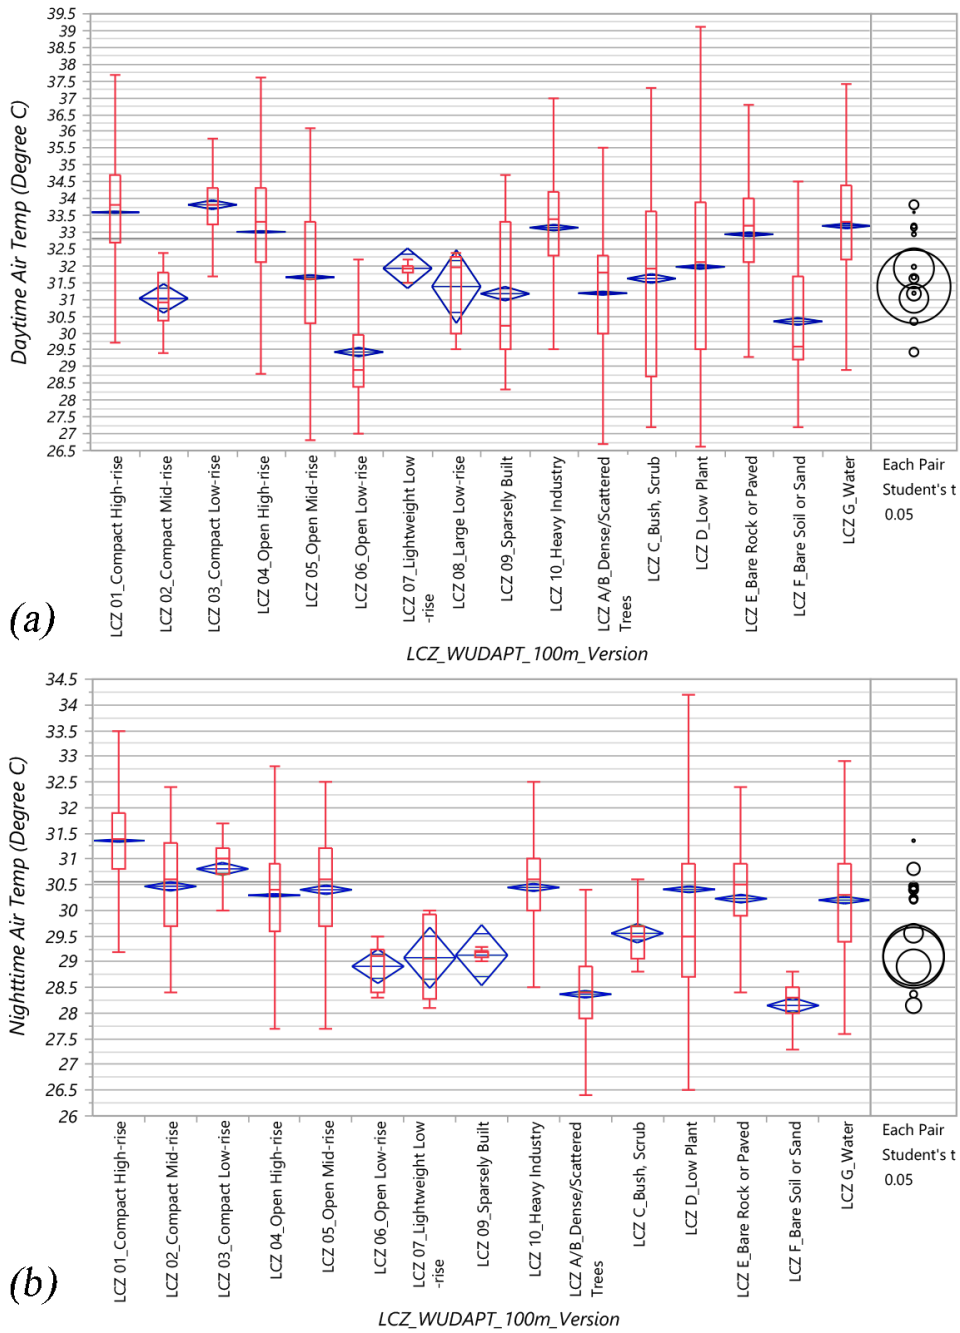 39.5
39
38.5
38
37.5
37
36.5
36
35.5
35
34.5
34
33.5
33
32.5
32
31.5
31
30.5
30
29.5
29
28.5
28
27.5
27
26.5
Daytime Air Temp (Degree C)
LCZ 01_Compact High-rise
LCZ 02_Compact Mid-rise
LCZ 03_Compact Low-rise
LCZ 04_Open High-rise
LCZ 05_Open Mid-rise
LCZ 06_Open Low-rise
LCZ 07_Lightweight Low
-rise
LCZ 08_Large Low-rise
LCZ 09_Sparsely Built
LCZ 10_Heavy Industry
LCZ A/B_Dense/Scattered
Trees
LCZ C_Bush, Scrub
LCZ D_Low Plant
LCZ E_Bare Rock or Paved
LCZ F_Bare Soil or Sand
LCZ G_Water
Each Pair
Student's t
0.05
(a)
LCZ_WUDAPT_100m_Version
34.5
34
33.5
33
32.5
32
31.5
31
30.5
30
29.5
29
28.5
28
27.5
27
26.5
26
Nighttime Air Temp (Degree C)
LCZ 01_Compact High-rise
LCZ 02_Compact Mid-rise
LCZ 03_Compact Low-rise
LCZ 04_Open High-rise
LCZ 05_Open Mid-rise
LCZ 06_Open Low-rise
LCZ 07_Lightweight Low
-rise
LCZ 09_Sparsely Built
LCZ 10_Heavy Industry
LCZ A/B_Dense/Scattered
Trees
LCZ C_Bush, Scrub
LCZ D_Low Plant
LCZ E_Bare Rock or Paved
LCZ F_Bare Soil or Sand
LCZ G_Water
Each Pair
Student's t
0.05
(b)
LCZ_WUDAPT_100m_Version